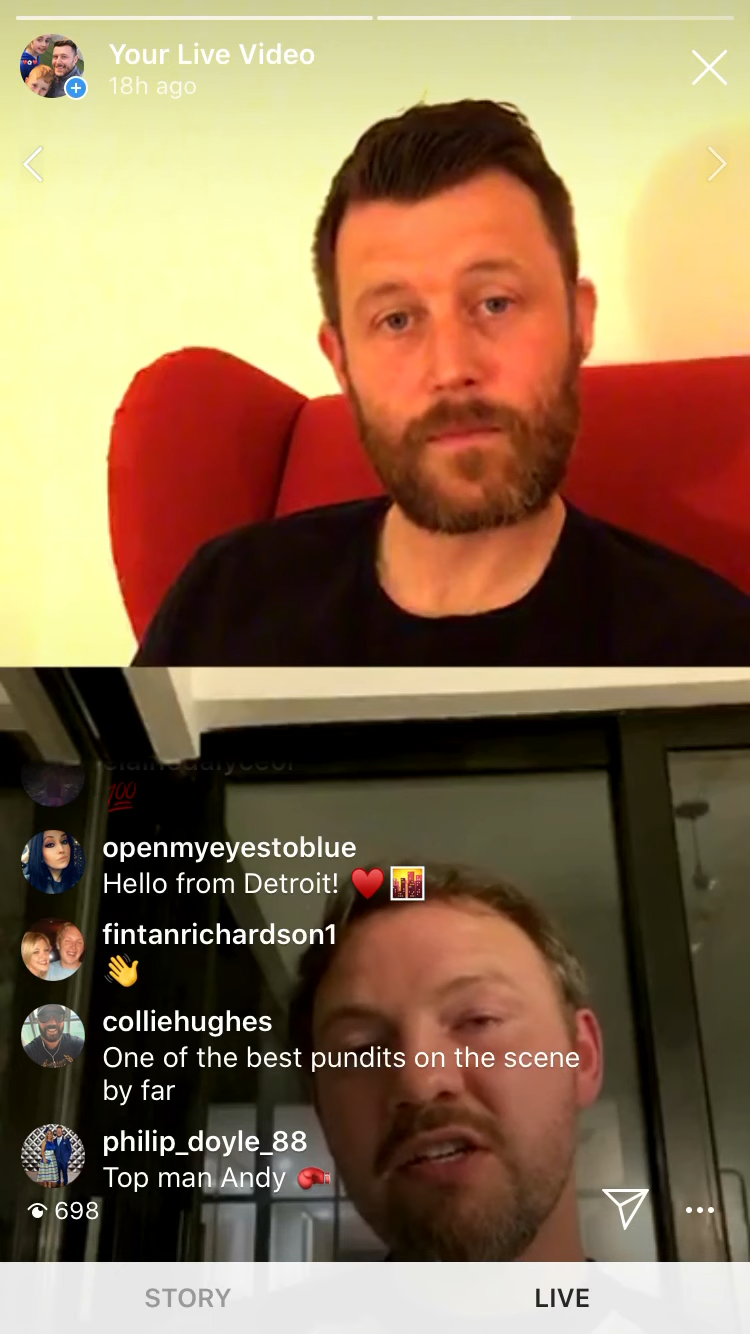 Your Live Video
18h ago
💯
openmyeyestoblue
Hello from Detroit! ❤️🌇
fintanrichardson1
👋
colliehughes
One of the best pundits on the scene
by far
philip_doyle_88
Top man Andy 🥊
698
STORY
LIVE